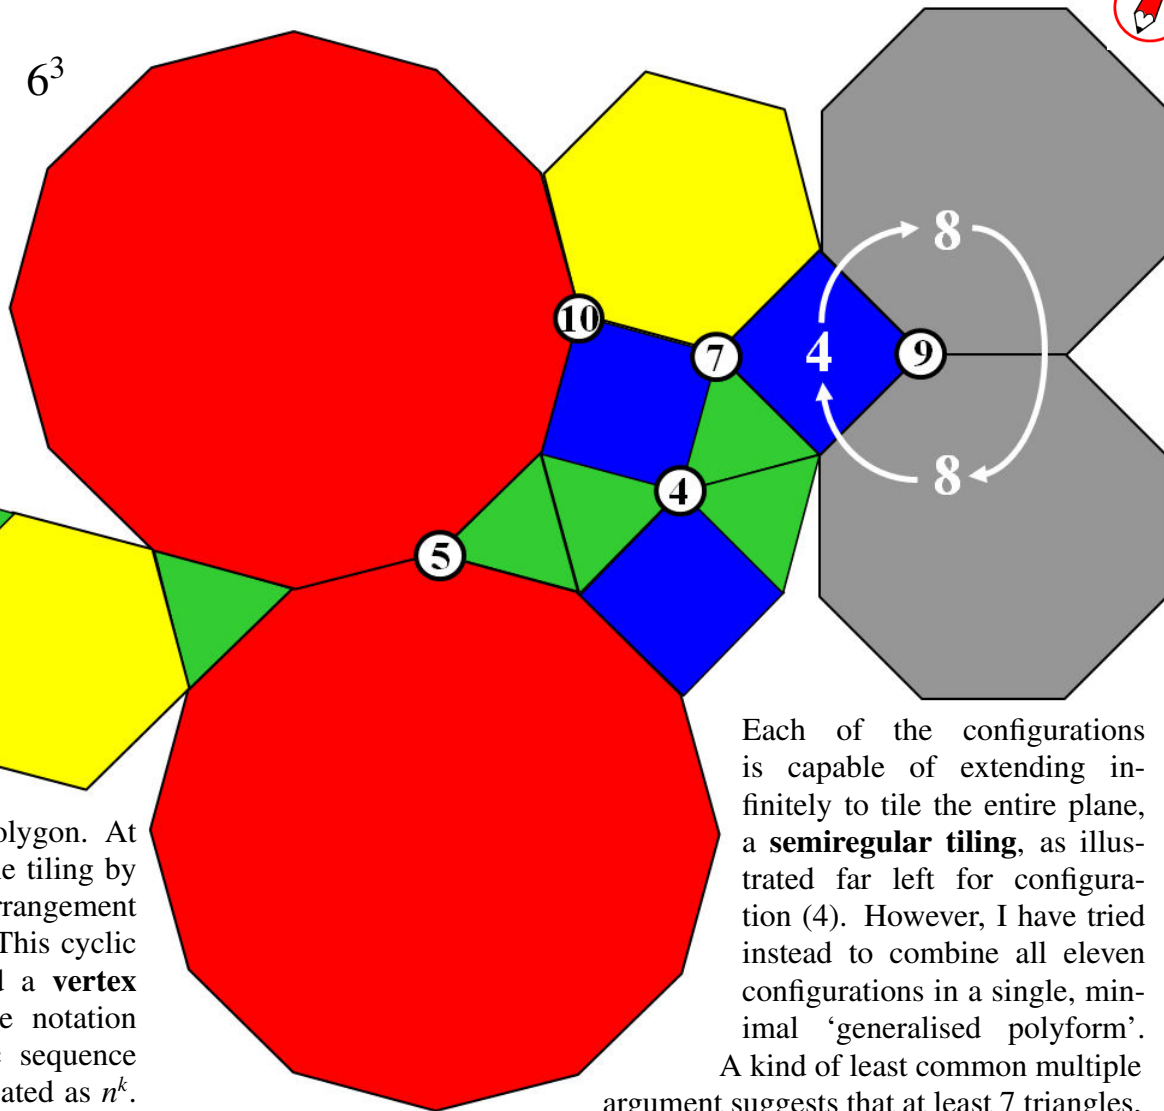 6³
10
7
9
4
5
8
4
8
olygon. At
e tiling by
rrangement
This cyclic
d a vertex
e notation
sequence
ated as nᵏ.
Each of the configurations
is capable of extending in-
finitely to tile the entire plane,
a semiregular tiling, as illus-
trated far left for configura-
tion (4). However, I have tried
instead to combine all eleven
configurations in a single, min-
imal ‘generalised polyform’.
A kind of least common multiple
argument suggests that at least 7 triangles,